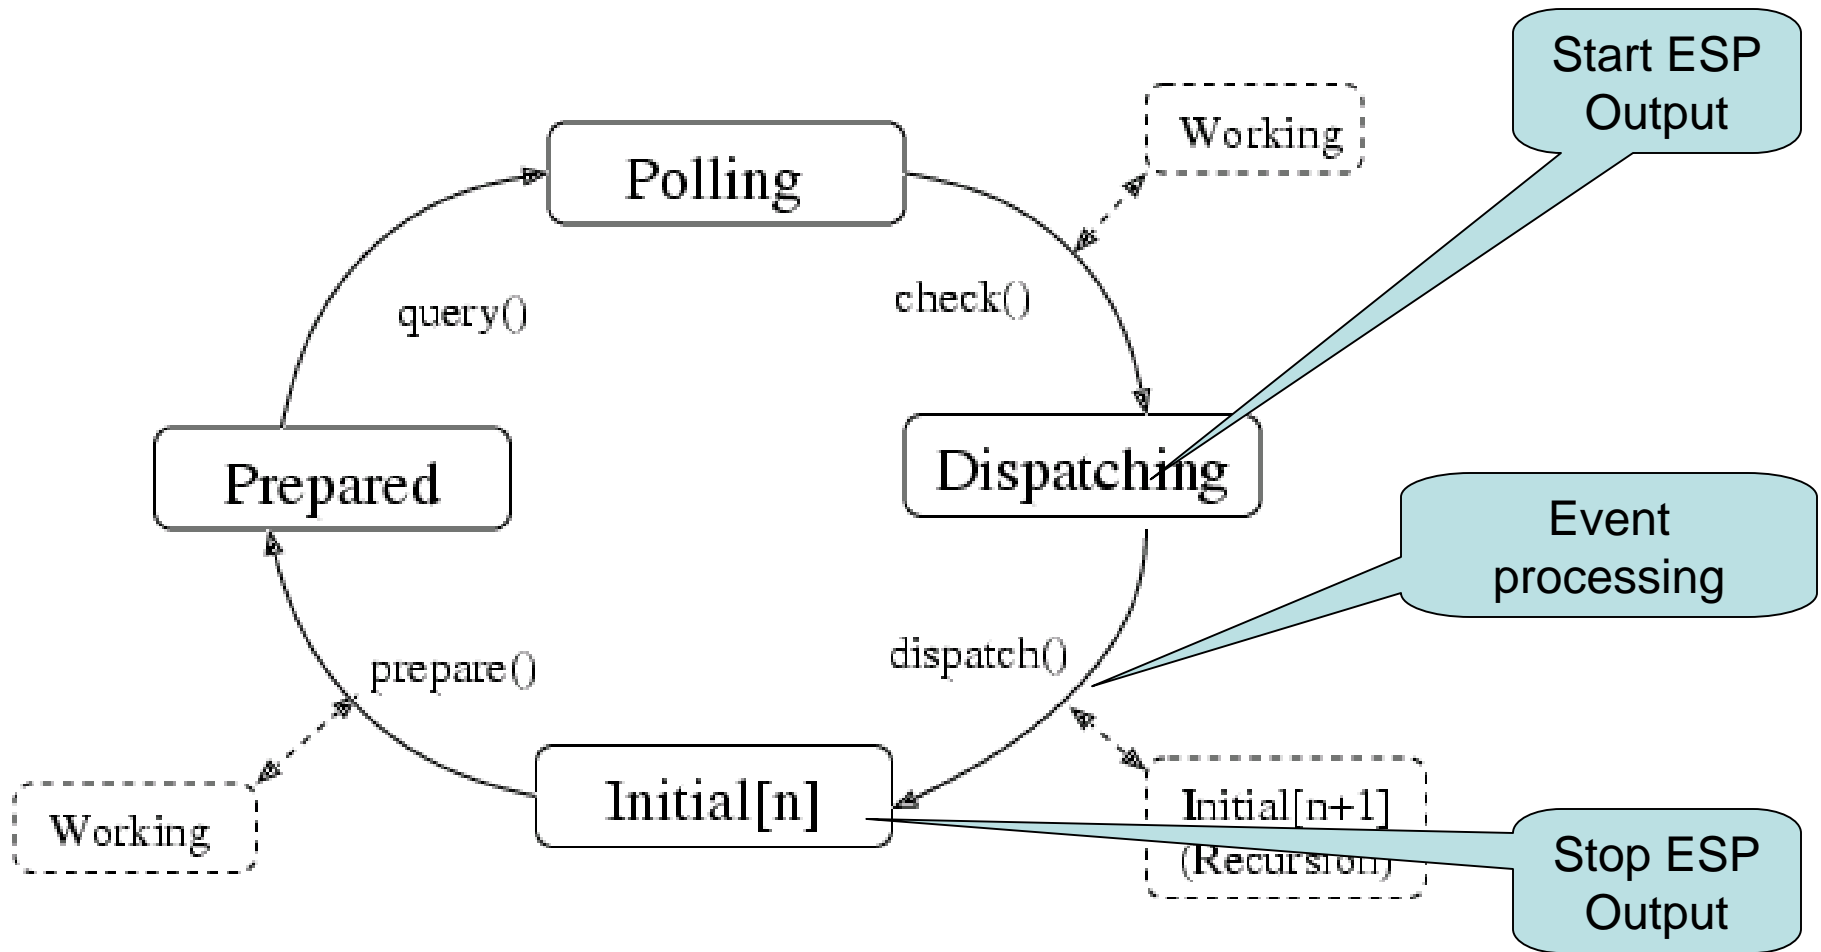 Start ESP
Output
Working
Polling
query()
check()
Prepared
Dispatching
Event
processing
prepare()
dispatch()
Initial[n]
Initial[n+1]
(Recursion)
Working
Stop ESP
Output